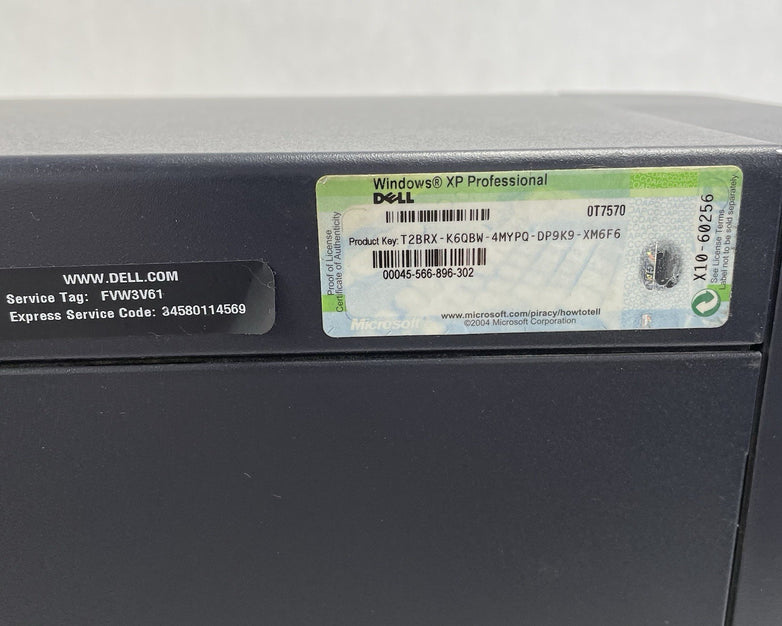 WWW.DELL.COM
Service Tag: FVW3V61
Express Service Code: 34580114569
Windows® XP Professional
DELL
0T7570
Product Key: T2BRX-K6QBW-4MYPQ-DP9K9-XM6F6
00045-566-896-302
Proof of License
Certificate of Authenticity
Microsoft
www.microsoft.com/piracy/howtotell
©2004 Microsoft Corporation
X10-60256
See License Terms
Label not to be sold separately